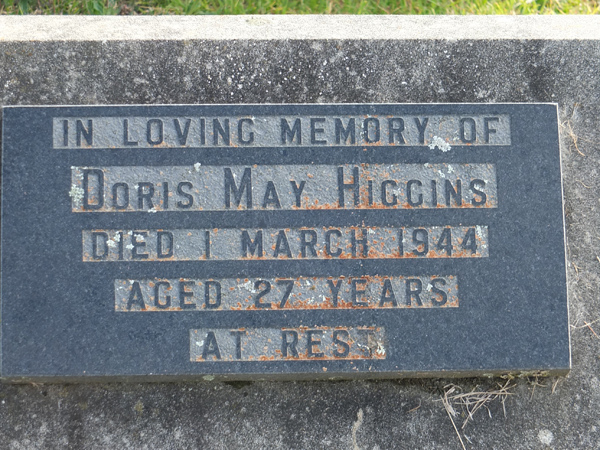 IN LOVING MEMORY OF
DORIS MAY HIGGINS
DIED 1 MARCH 1944
AGED 27 YEARS
AT REST